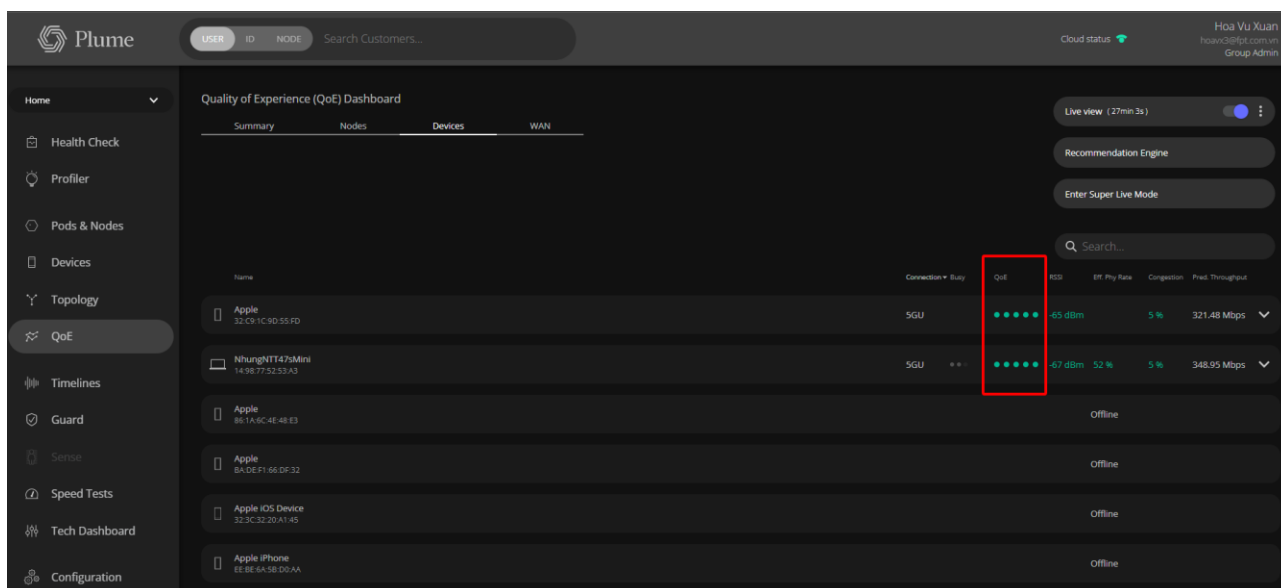 Plume
USER ID NODE Search Customers...
Cloud status
Hoa Vu Xuan
hoavx3@fpt.com.vn
Group Admin
Home
Health Check
Profiler
Pods & Nodes
Devices
Topology
QoE
Timelines
Guard
Sense
Speed Tests
Tech Dashboard
Configuration
Quality of Experience (QoE) Dashboard
Summary Nodes Devices WAN
Live view (27min 3s)
Recommendation Engine
Enter Super Live Mode
Search...
Name Connection Busy QoE RSSI Eff. Phy Rate Congestion Pred. Throughput
Apple
32:C9:1C:9D:55:FD
5GU -65 dBm 5 % 321.48 Mbps
NhungNTT47sMini
14:98:77:52:53:A3
5GU -67 dBm 52 % 5 % 348.95 Mbps
Apple
86:1A:6C:4E:48:E3
Offline
Apple
BA:DE:F1:66:DF:32
Offline
Apple iOS Device
32:3C:32:20:A1:45
Offline
Apple iPhone
EE:BE:6A:5B:D0:AA
Offline